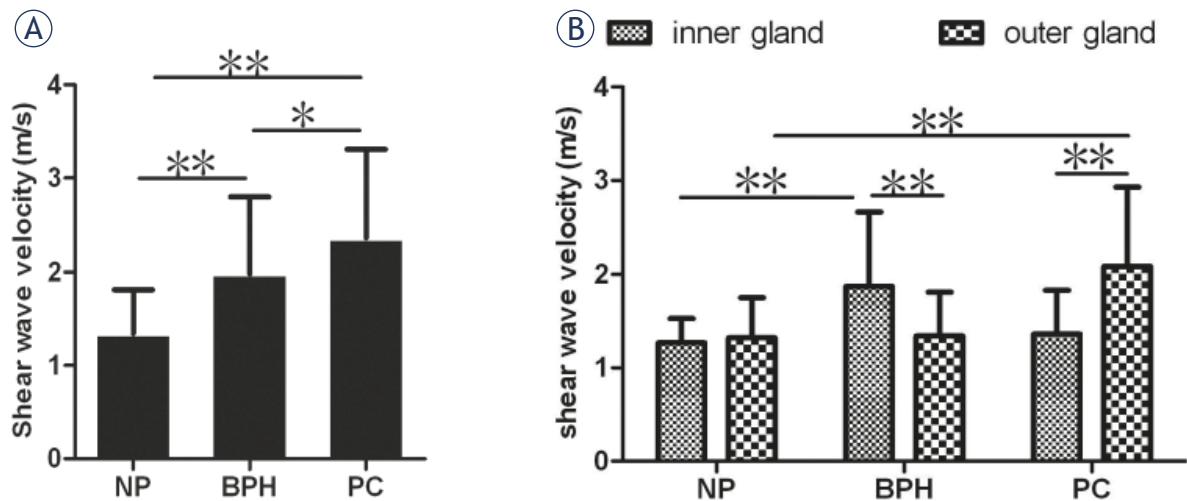 A
Shear wave velocity (m/s)
4
3
2
1
0
**
*
**
NP BPH PC
B
inner gland outer gland
shear wave velocity (m/s)
4
3
2
1
0
**
**
** **
NP BPH PC